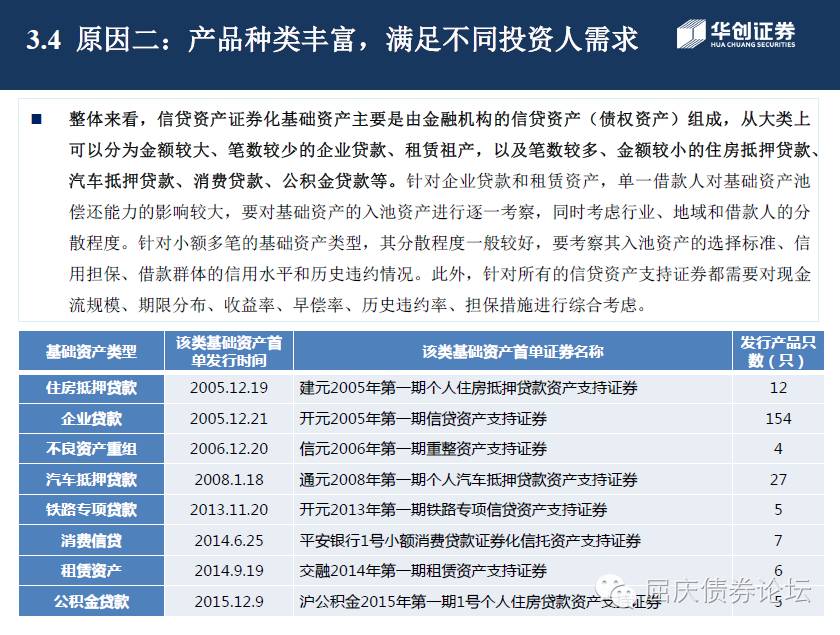 3.4 原因二：产品种类丰富，满足不同投资人需求
华创证券
HUA CHUANG SECURITIES
■ 整体来看，信贷资产证券化基础资产主要是由金融机构的信贷资产（债权资产）组成，从大类上
可以分为金额较大、笔数较少的企业贷款、租赁祖产，以及笔数较多、金额较小的住房抵押贷款、
汽车抵押贷款、消费贷款、公积金贷款等。针对企业贷款和租赁资产，单一借款人对基础资产池
偿还能力的影响较大，要对基础资产的入池资产进行逐一考察，同时考虑行业、地域和借款人的分
散程度。针对小额多笔的基础资产类型，其分散程度一般较好，要考察其入池资产的选择标准、信
用担保、借款群体的信用水平和历史违约情况。此外，针对所有的信贷资产支持证券都需要对现金
流规模、期限分布、收益率、早偿率、历史违约率、担保措施进行综合考虑。
基础资产类型 该类基础资产首单发行时间 该类基础资产首单证券名称 发行产品只数（只）
住房抵押贷款 2005.12.19 建元2005年第一期个人住房抵押贷款资产支持证券 12
企业贷款 2005.12.21 开元2005年第一期信贷资产支持证券 154
不良资产重组 2006.12.20 信元2006年第一期重整资产支持证券 4
汽车抵押贷款 2008.1.18 通元2008年第一期个人汽车抵押贷款资产支持证券 27
铁路专项贷款 2013.11.20 开元2013年第一期铁路专项信贷资产支持证券 5
消费信贷 2014.6.25 平安银行1号小额消费贷款证券化信托资产支持证券 7
租赁资产 2014.9.19 交融2014年第一期租赁资产支持证券 6
公积金贷款 2015.12.9 沪公积金2015年第一期1号个人住房贷款资产支持证券 5
屈庆债券论坛